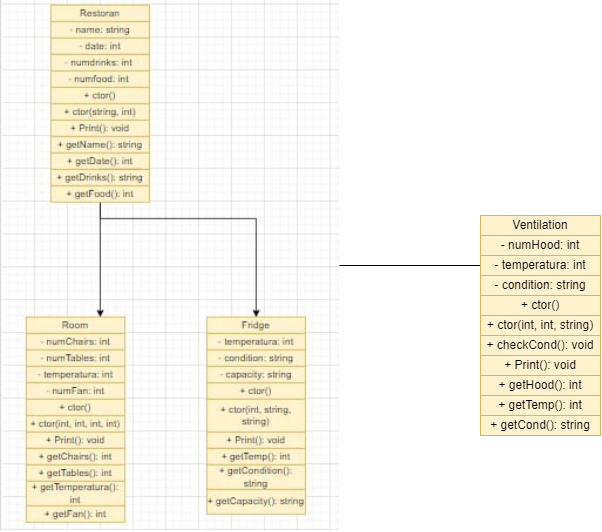 Restoran
- name: string
- date: int
- numdrinks: int
- numfood: int
+ ctor()
+ ctor(string, int)
+ Print(): void
+ getName(): string
+ getDate(): int
+ getDrinks(): string
+ getFood(): int
Room
- numChairs: int
- numTables: int
- temperatura: int
- numFan: int
+ ctor()
+ ctor(int, int, int, int)
+ Print(): void
+ getChairs(): int
+ getTables(): int
+ getTemperatura():
int
+ getFan(): int
Fridge
- temperatura: int
- condition: string
- capacity: string
+ ctor()
+ ctor(int, string,
string)
+ Print(): void
+ getTemp(): int
+ getCondition():
string
+ getCapacity(): string
Ventilation
- numHood: int
- temperatura: int
- condition: string
+ ctor()
+ ctor(int, int, string)
+ checkCond(): void
+ Print(): void
+ getHood(): int
+ getTemp(): int
+ getCond(): string